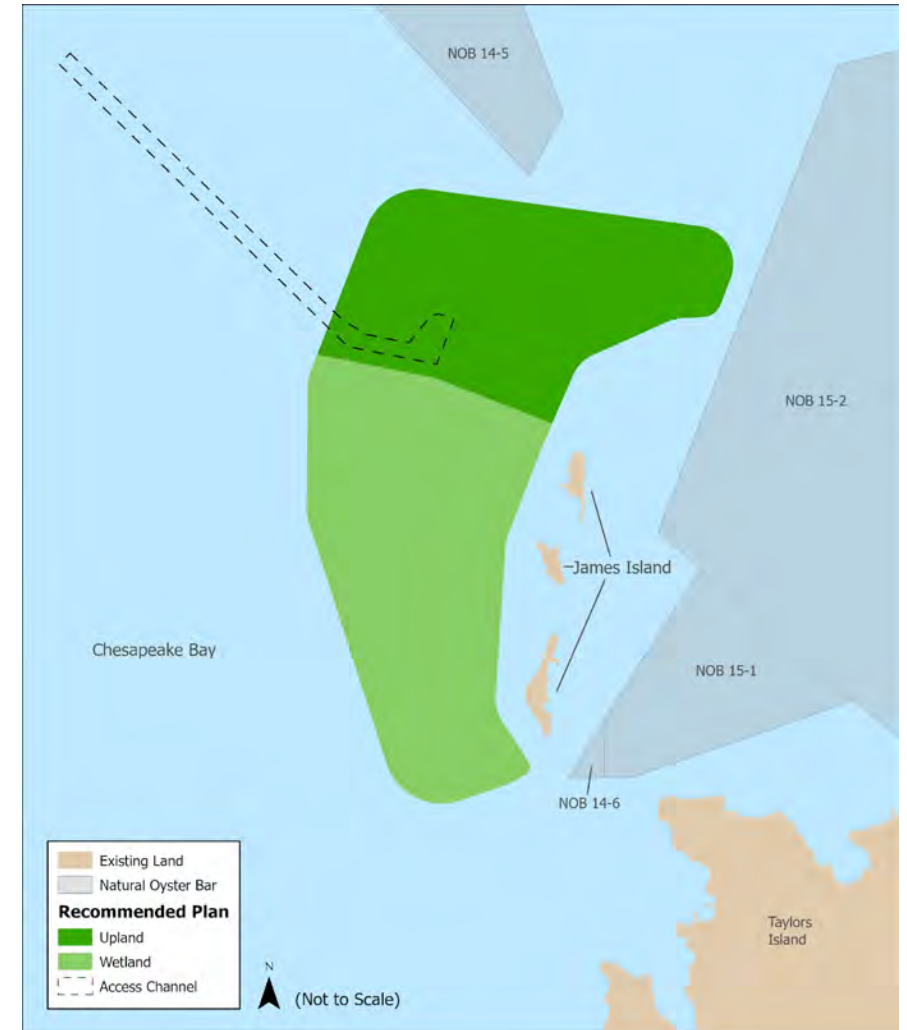 NOB 14-5
NOB 15-2
James Island
Chesapeake Bay
NOB 15-1
NOB 14-6
Taylors
Island
Existing Land
Natural Oyster Bar
Recommended Plan
Upland
Wetland
Access Channel
N
(Not to Scale)